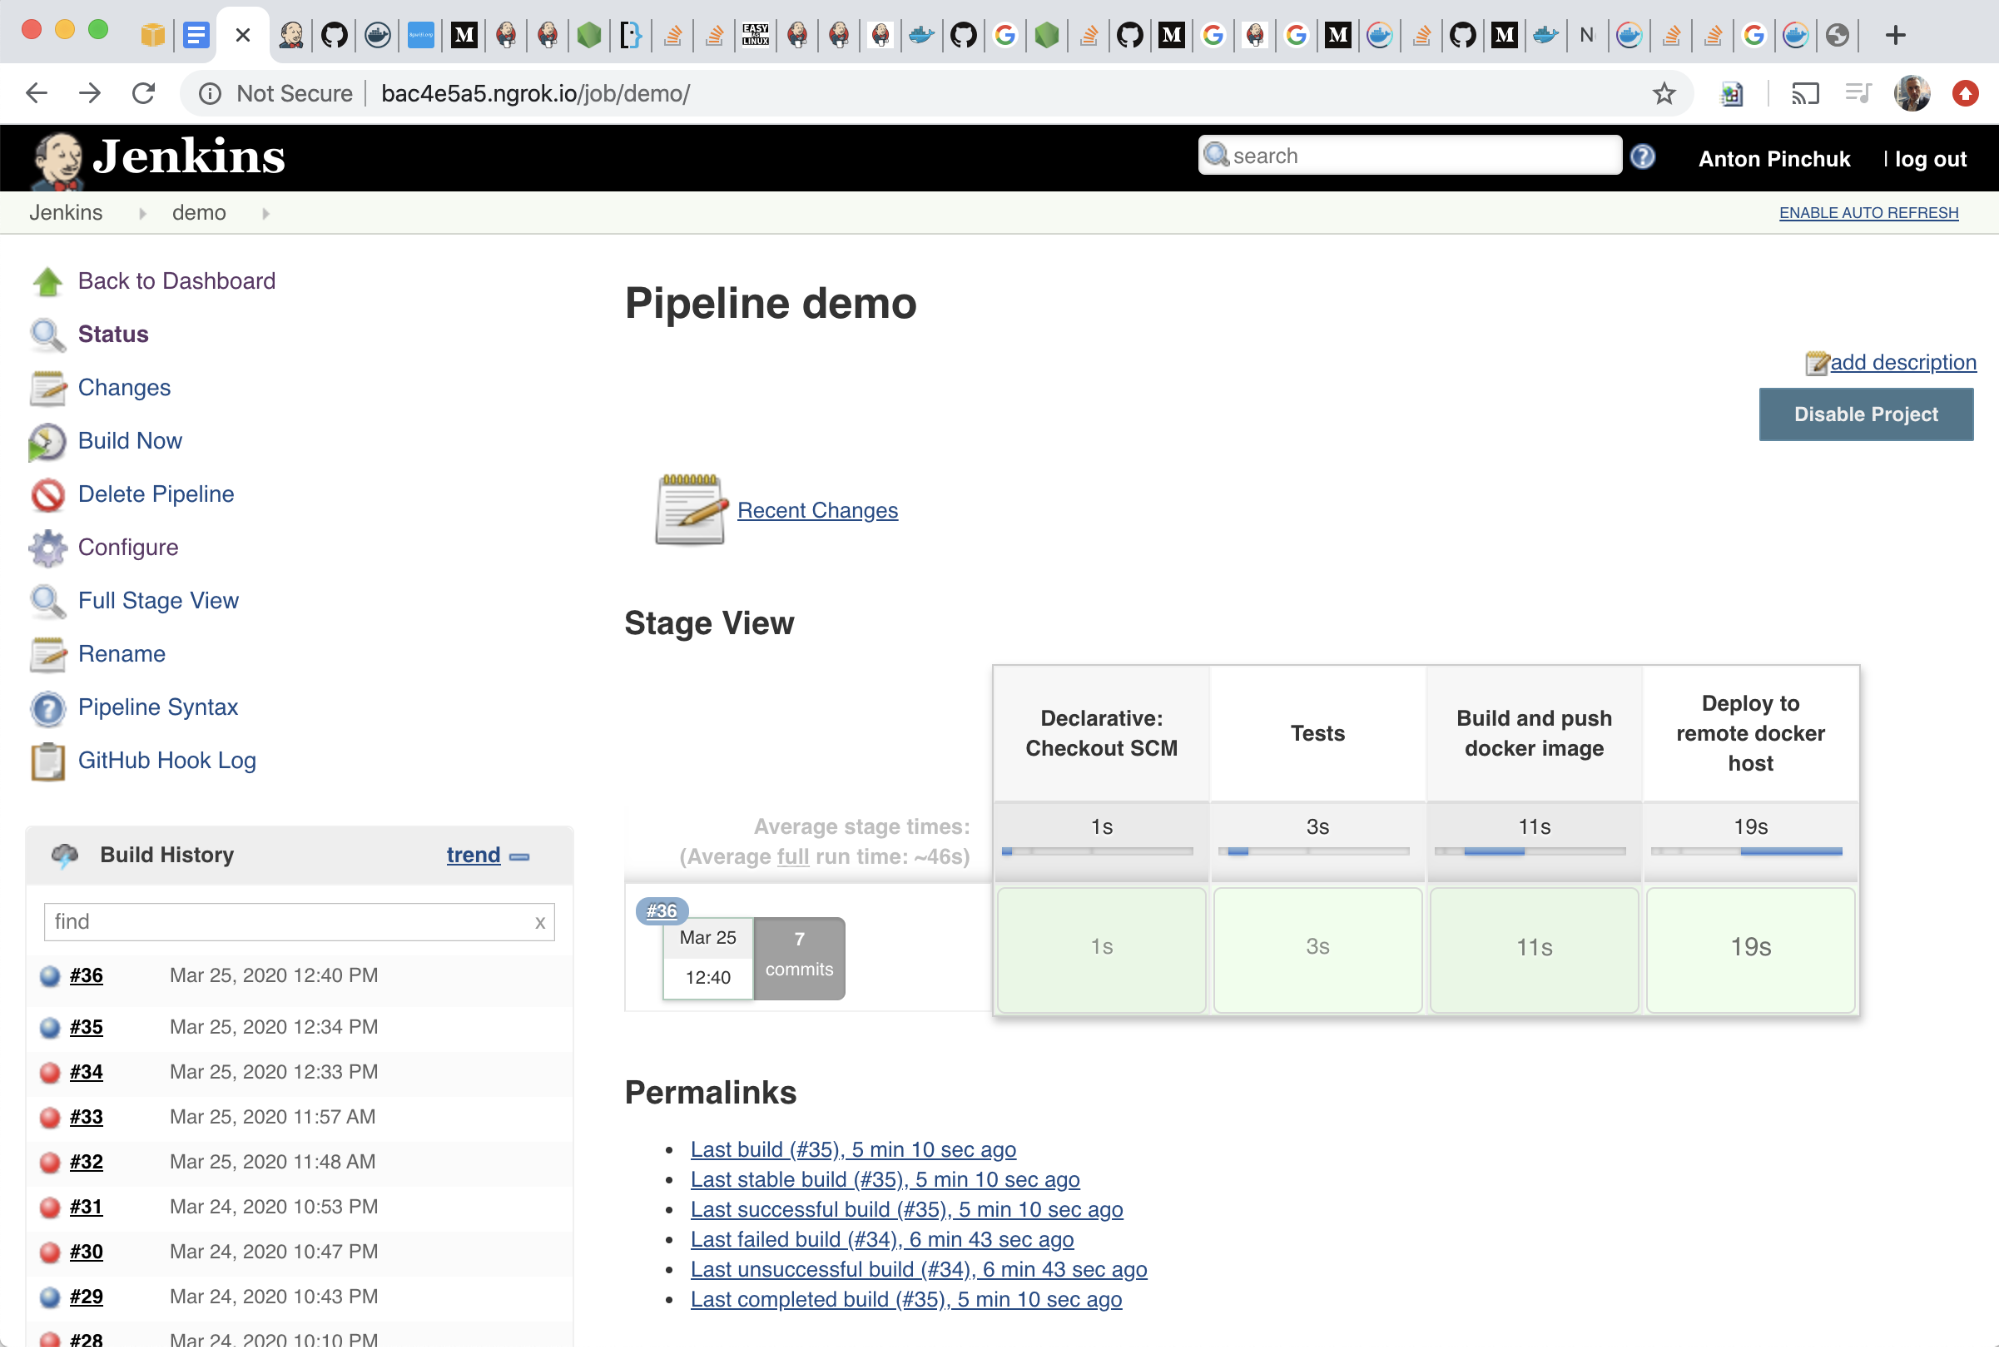 Not Secure | bac4e5a5.ngrok.io/job/demo/
Jenkins
search
Anton Pinchuk
| log out
Jenkins
demo
ENABLE AUTO REFRESH
Back to Dashboard
Status
Changes
Build Now
Delete Pipeline
Configure
Full Stage View
Rename
Pipeline Syntax
GitHub Hook Log
Build History
trend
find
x
#36 Mar 25, 2020 12:40 PM
#35 Mar 25, 2020 12:34 PM
#34 Mar 25, 2020 12:33 PM
#33 Mar 25, 2020 11:57 AM
#32 Mar 25, 2020 11:48 AM
#31 Mar 24, 2020 10:53 PM
#30 Mar 24, 2020 10:47 PM
#29 Mar 24, 2020 10:43 PM
#28 Mar 24, 2020 10:10 PM
Pipeline demo
add description
Disable Project
Recent Changes
Stage View
Declarative:
Checkout SCM
Tests
Build and push
docker image
Deploy to
remote docker
host
Average stage times:
(Average full run time: ~46s)
1s
3s
11s
19s
#36
Mar 25
12:40
7
commits
1s
3s
11s
19s
Permalinks
Last build (#35), 5 min 10 sec ago
Last stable build (#35), 5 min 10 sec ago
Last successful build (#35), 5 min 10 sec ago
Last failed build (#34), 6 min 43 sec ago
Last unsuccessful build (#34), 6 min 43 sec ago
Last completed build (#35), 5 min 10 sec ago